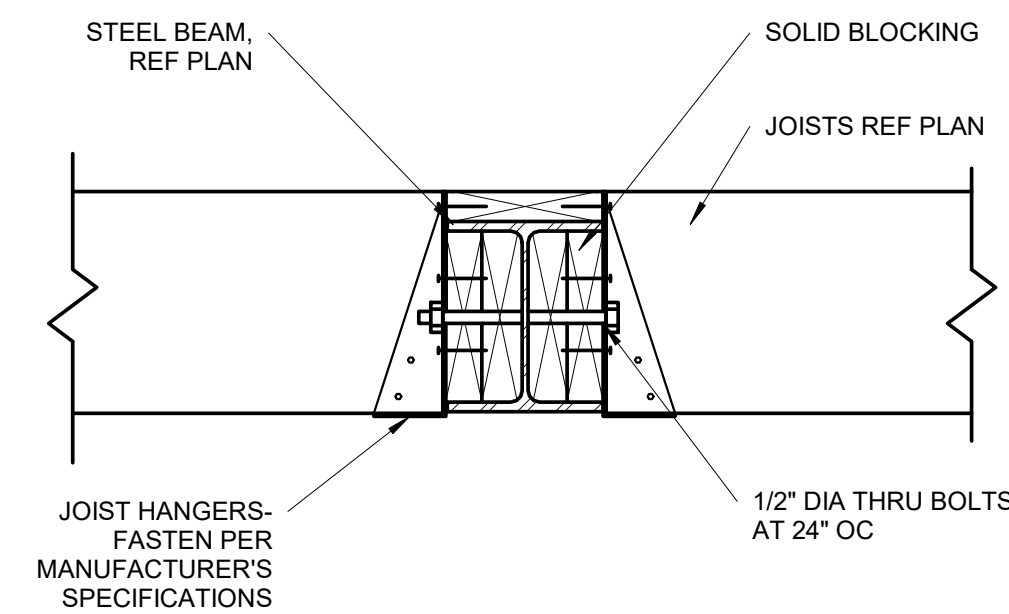 STEEL BEAM,
REF PLAN
SOLID BLOCKING
JOISTS REF PLAN
JOIST HANGERS-
FASTEN PER
MANUFACTURER'S
SPECIFICATIONS
1/2" DIA THRU BOLTS
AT 24" OC